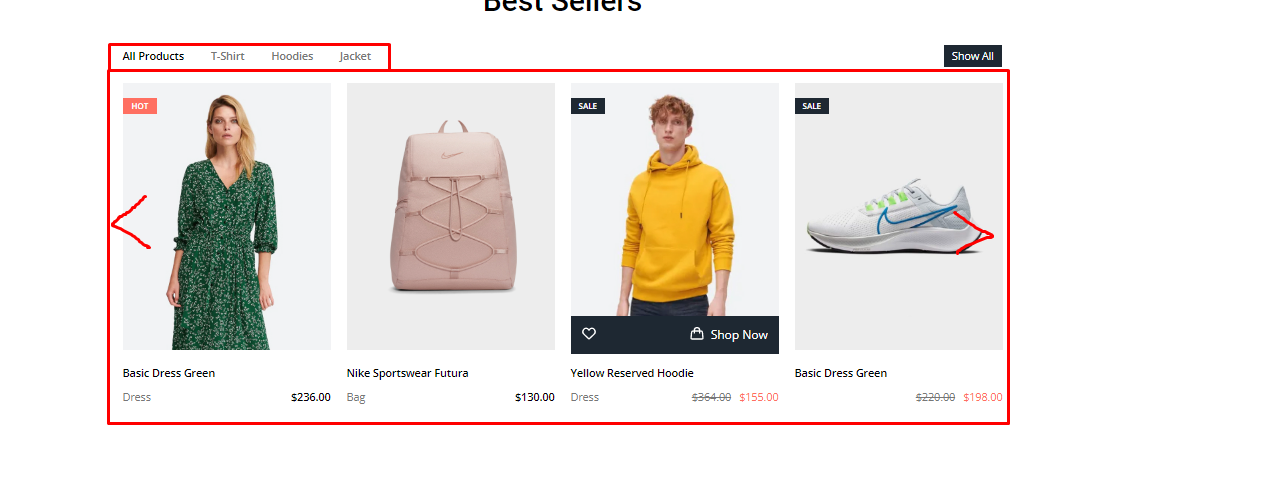 Best Sellers
All Products T-Shirt Hoodies Jacket Show All
HOT SALE SALE
Shop Now
Basic Dress Green Nike Sportswear Futura Yellow Reserved Hoodie Basic Dress Green
Dress $236.00 Bag $130.00 Dress $364.00 $155.00 $220.00 $198.00